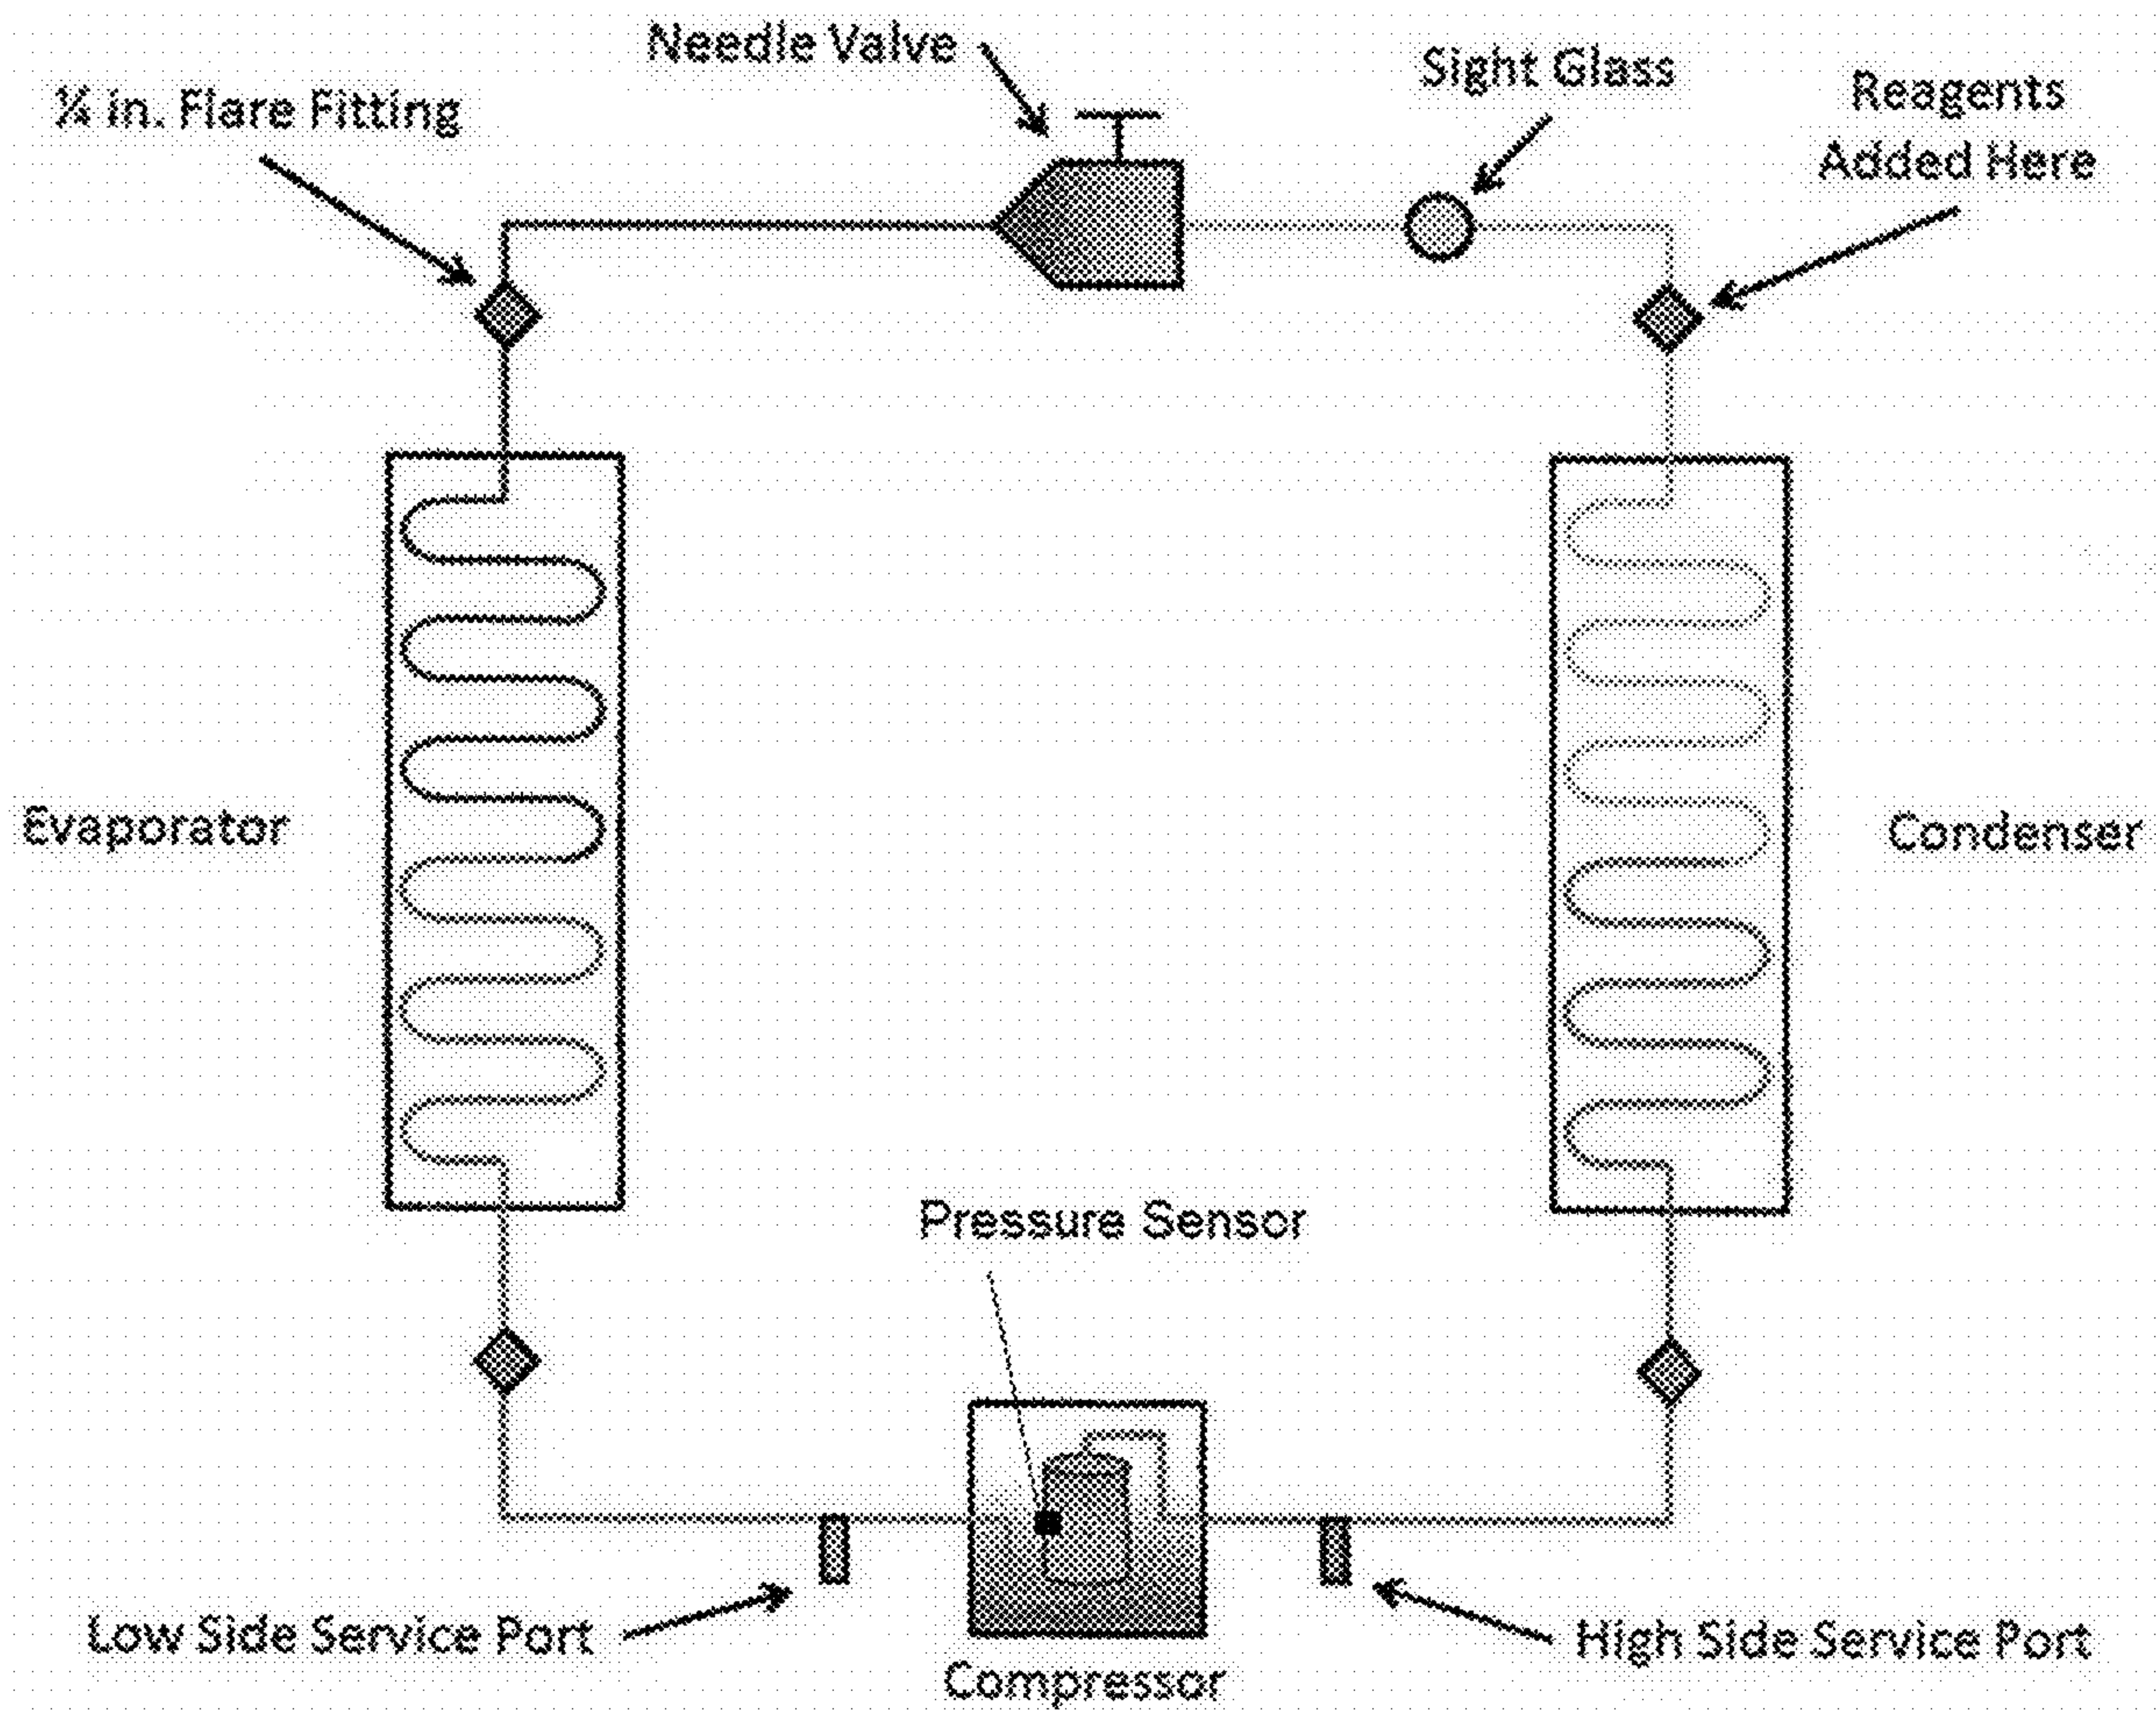 Needle Valve
Sight Glass
Reagents
Added Here
¼ in. Flare Fitting
Evaporator
Condenser
Pressure Sensor
Low Side Service Port
High Side Service Port
Compressor